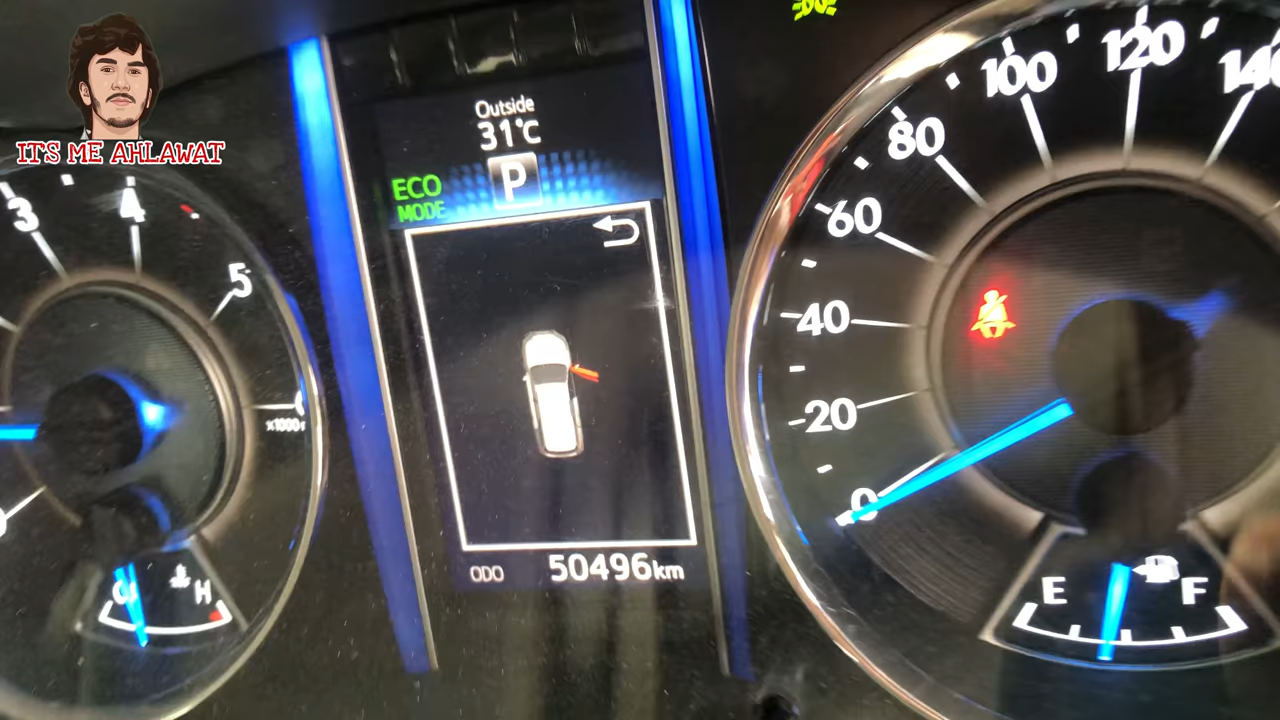 IT'S ME AHLAWAT
Outside
31°C
P
ECO
MODE
ODO 50496km
3
4
5
x1000r
H
0
20
40
60
80
100
120
140
E
F